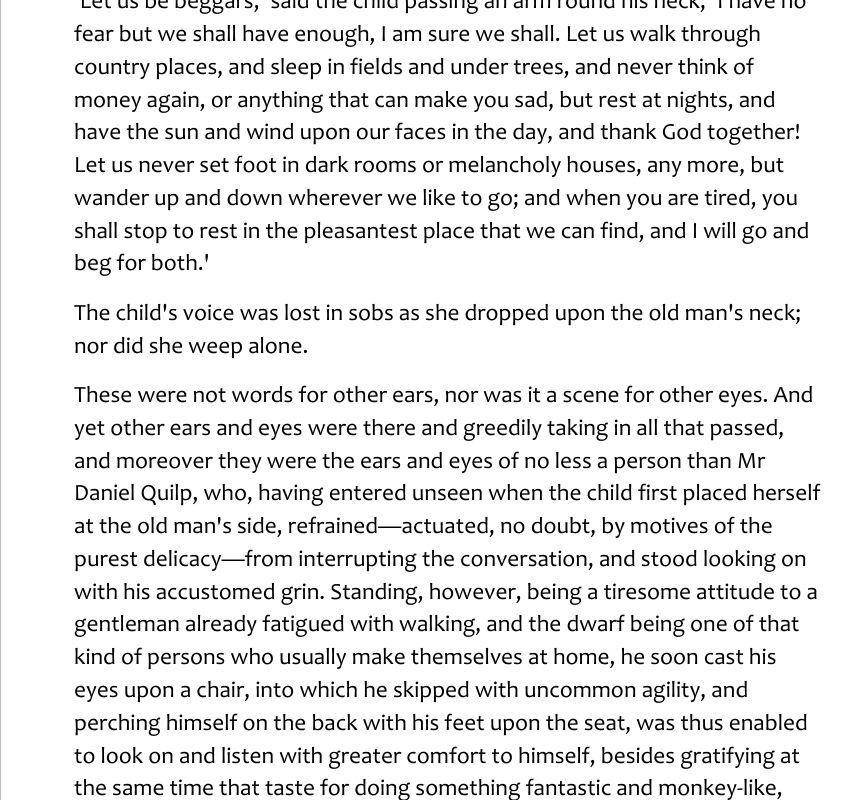 'Let us be beggars,' said the child passing an arm round his neck, 'I have no
fear but we shall have enough, I am sure we shall. Let us walk through
country places, and sleep in fields and under trees, and never think of
money again, or anything that can make you sad, but rest at nights, and
have the sun and wind upon our faces in the day, and thank God together!
Let us never set foot in dark rooms or melancholy houses, any more, but
wander up and down wherever we like to go; and when you are tired, you
shall stop to rest in the pleasantest place that we can find, and I will go and
beg for both.'
The child's voice was lost in sobs as she dropped upon the old man's neck;
nor did she weep alone.
These were not words for other ears, nor was it a scene for other eyes. And
yet other ears and eyes were there and greedily taking in all that passed,
and moreover they were the ears and eyes of no less a person than Mr
Daniel Quilp, who, having entered unseen when the child first placed herself
at the old man's side, refrained—actuated, no doubt, by motives of the
purest delicacy—from interrupting the conversation, and stood looking on
with his accustomed grin. Standing, however, being a tiresome attitude to a
gentleman already fatigued with walking, and the dwarf being one of that
kind of persons who usually make themselves at home, he soon cast his
eyes upon a chair, into which he skipped with uncommon agility, and
perching himself on the back with his feet upon the seat, was thus enabled
to look on and listen with greater comfort to himself, besides gratifying at
the same time that taste for doing something fantastic and monkey-like,